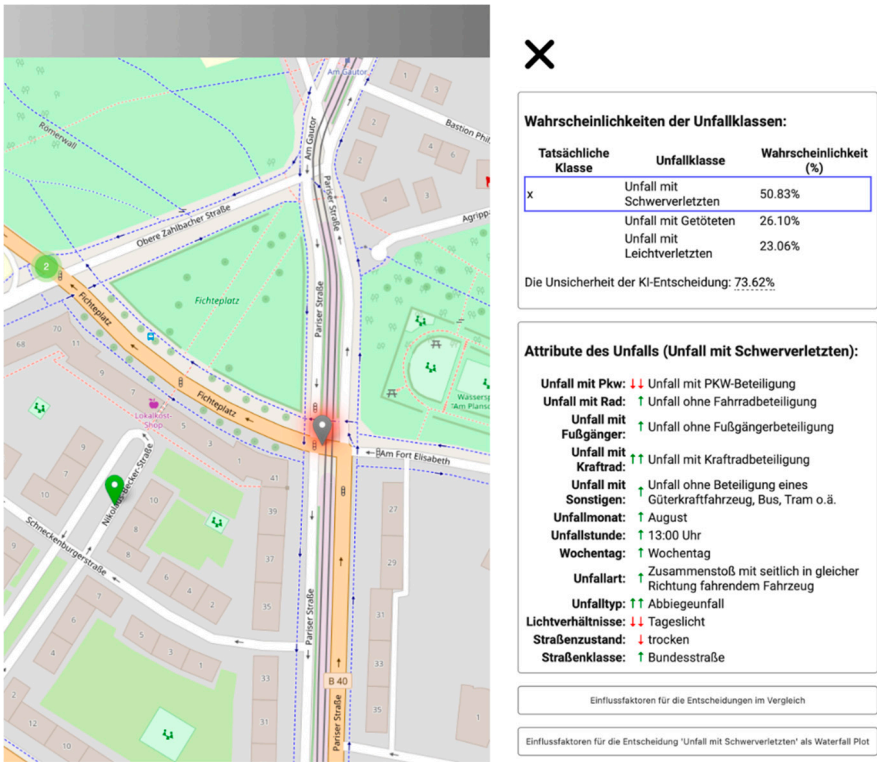 Am Gautor
Römerwall
Bastion Phil
Am Gautor
Pariser Straße
Agripp
Obere Zahlbacher Straße
2
Fichteplatz
Fichteplatz
Pariser Straße
68
70
11
9
7
5
3
1
Lokalkost-
Shop
Fichteplatz
Wassersp
"Am Plansc
Am Fort Elisabeth
41
39
37
35
27
29
31
33
35
Nikolaus-Becker-Straße
Schneckenburgerstraße
10
8
6
4
2
Pariser Straße
B 40
33
31
Pariser Straße
12
10
Wahrscheinlichkeiten der Unfallklassen:
Tatsächliche Klasse Unfallklasse Wahrscheinlichkeit (%)
x Unfall mit Schwerverletzten 50.83%
Unfall mit Getöteten 26.10%
Unfall mit Leichtverletzten 23.06%
Die Unsicherheit der KI-Entscheidung: 73.62%
Attribute des Unfalls (Unfall mit Schwerverletzten):
Unfall mit Pkw: ↓↓ Unfall mit PKW-Beteiligung
Unfall mit Rad: ↑ Unfall ohne Fahrradbeteiligung
Unfall mit Fußgänger: ↑ Unfall ohne Fußgängerbeteiligung
Unfall mit Kraftrad: ↑↑ Unfall mit Kraftradbeteiligung
Unfall mit Sonstigen: ↑ Unfall ohne Beteiligung eines
Güterkraftfahrzeug, Bus, Tram o.ä.
Unfallmonat: ↑ August
Unfallstunde: ↑ 13:00 Uhr
Wochentag: ↑ Wochentag
Unfallart: ↑ Zusammenstoß mit seitlich in gleicher
Richtung fahrendem Fahrzeug
Unfalltyp: ↑↑ Abbiegeunfall
Lichtverhältnisse: ↓↓ Tageslicht
Straßenzustand: ↓ trocken
Straßenklasse: ↑ Bundesstraße
Einflussfaktoren für die Entscheidungen im Vergleich
Einflussfaktoren für die Entscheidung 'Unfall mit Schwerverletzten' als Waterfall Plot